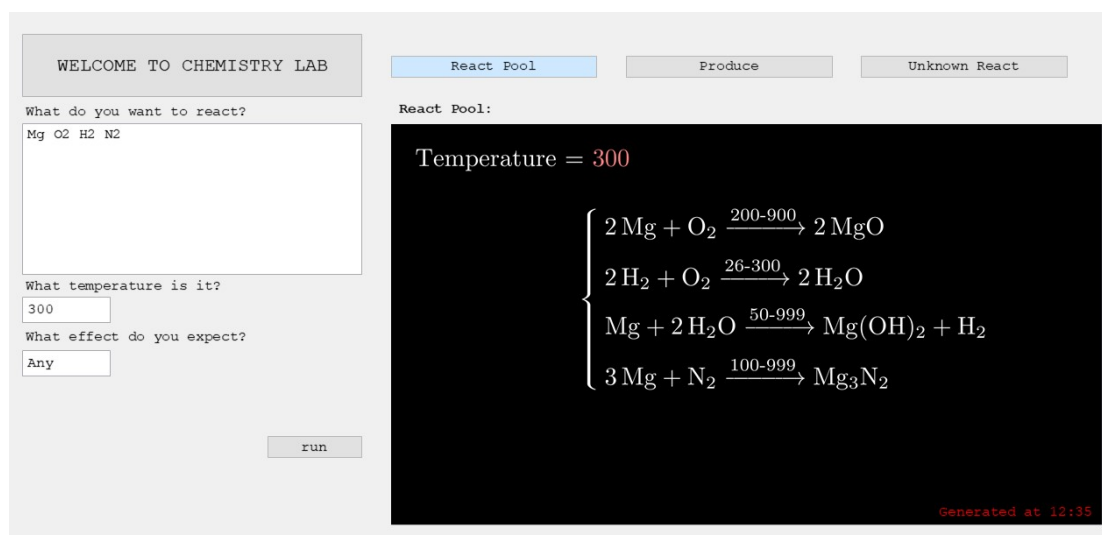 WELCOME TO CHEMISTRY LAB
React Pool
Produce
Unknown React
What do you want to react?
Mg O2 H2 N2
What temperature is it?
300
What effect do you expect?
Any
run
React Pool:
Temperature = 300
2 Mg + O₂ 200-900→ 2 MgO
2 H₂ + O₂ 26-300→ 2 H₂O
Mg + 2 H₂O 50-999→ Mg(OH)₂ + H₂
3 Mg + N₂ 100-999→ Mg₃N₂
Generated at 12:35